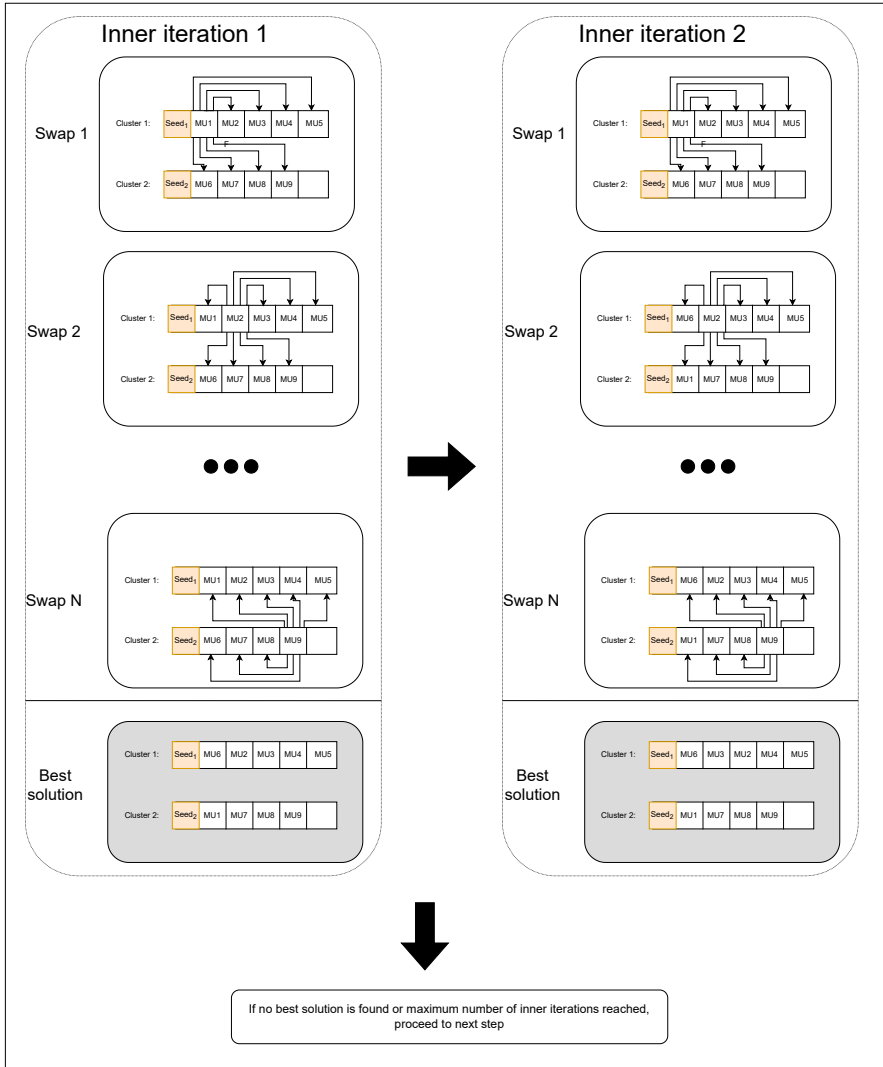 Inner iteration 1
Swap 1
Cluster 1: Seed1 MU1 MU2 MU3 MU4 MU5
F
Cluster 2: Seed2 MU6 MU7 MU8 MU9
Swap 2
Cluster 1: Seed1 MU1 MU2 MU3 MU4 MU5
Cluster 2: Seed2 MU6 MU7 MU8 MU9
Swap N
Cluster 1: Seed1 MU1 MU2 MU3 MU4 MU5
Cluster 2: Seed2 MU6 MU7 MU8 MU9
Best
solution
Cluster 1: Seed1 MU6 MU2 MU3 MU4 MU5
Cluster 2: Seed2 MU1 MU7 MU8 MU9
Inner iteration 2
Swap 1
Cluster 1: Seed1 MU1 MU2 MU3 MU4 MU5
F
Cluster 2: Seed2 MU6 MU7 MU8 MU9
Swap 2
Cluster 1: Seed1 MU6 MU2 MU3 MU4 MU5
Cluster 2: Seed2 MU1 MU7 MU8 MU9
Swap N
Cluster 1: Seed1 MU6 MU2 MU3 MU4 MU5
Cluster 2: Seed2 MU1 MU7 MU8 MU9
Best
solution
Cluster 1: Seed1 MU6 MU3 MU2 MU4 MU5
Cluster 2: Seed2 MU1 MU7 MU8 MU9
If no best solution is found or maximum number of inner iterations reached,
proceed to next step